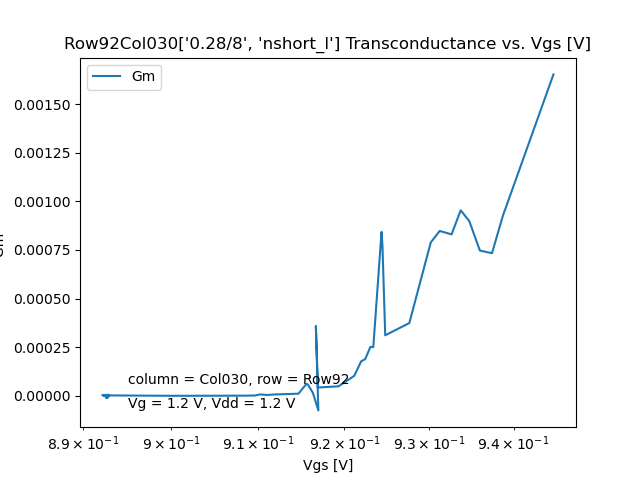 Row92Col030['0.28/8', 'nshort_l'] Transconductance vs. Vgs [V]
Gm
0.00150
0.00125
0.00100
0.00075
0.00050
0.00025
0.00000
Gm
column = Col030, row = Row92
Vg = 1.2 V, Vdd = 1.2 V
8.9 × 10⁻¹ 9 × 10⁻¹ 9.1 × 10⁻¹ 9.2 × 10⁻¹ 9.3 × 10⁻¹ 9.4 × 10⁻¹
Vgs [V]